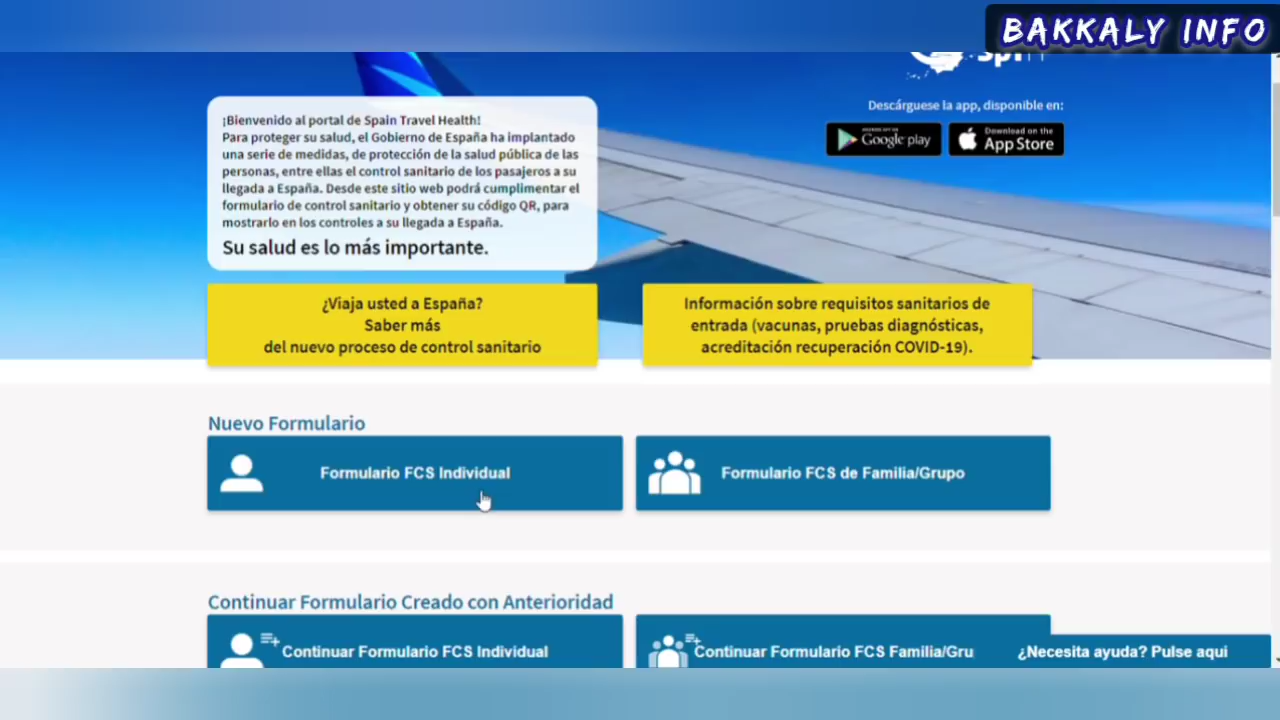 BAKKALY INFO
Descárguese la app, disponible en:
ANDROID APP ON
Google play
Download on the
App Store
¡Bienvenido al portal de Spain Travel Health!
Para proteger su salud, el Gobierno de España ha implantado
una serie de medidas, de protección de la salud pública de las
personas, entre ellas el control sanitario de los pasajeros a su
llegada a España. Desde este sitio web podrá cumplimentar el
formulario de control sanitario y obtener su código QR, para
mostrarlo en los controles a su llegada a España.
Su salud es lo más importante.
¿Viaja usted a España?
Saber más
del nuevo proceso de control sanitario
Información sobre requisitos sanitarios de
entrada (vacunas, pruebas diagnósticas,
acreditación recuperación COVID-19).
Nuevo Formulario
Formulario FCS Individual
Formulario FCS de Familia/Grupo
Continuar Formulario Creado con Anterioridad
Continuar Formulario FCS Individual
Continuar Formulario FCS Familia/Gru
¿Necesita ayuda? Pulse aqui